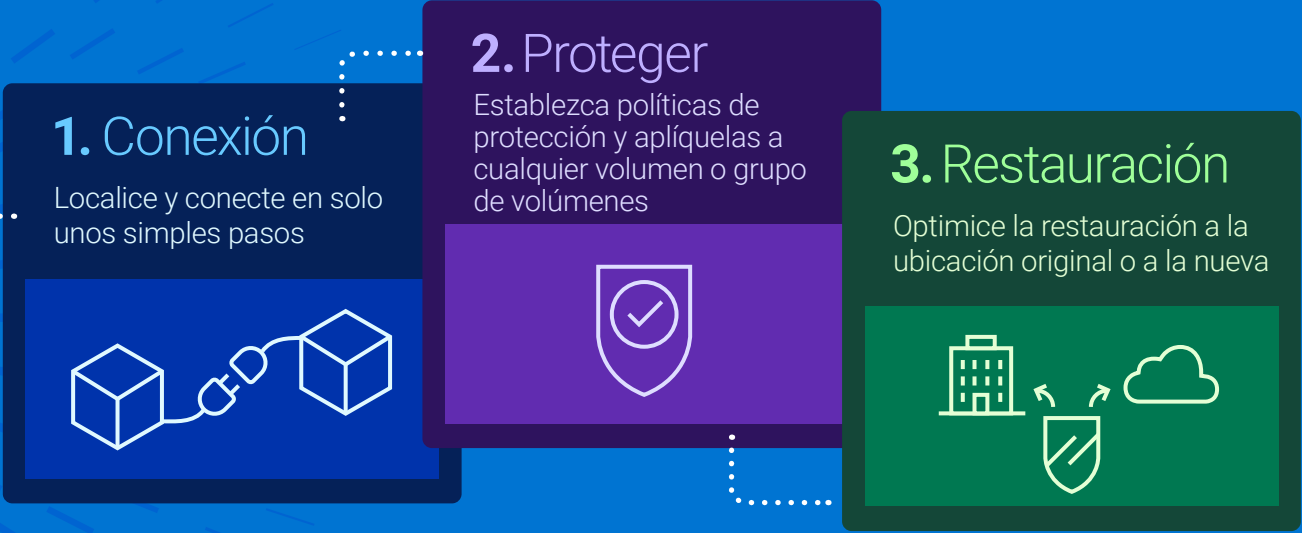 1. Conexión
Localice y conecte en solo
unos simples pasos
2. Proteger
Establezca políticas de
protección y aplíquelas a
cualquier volumen o grupo
de volúmenes
3. Restauración
Optimice la restauración a la
ubicación original o a la nueva